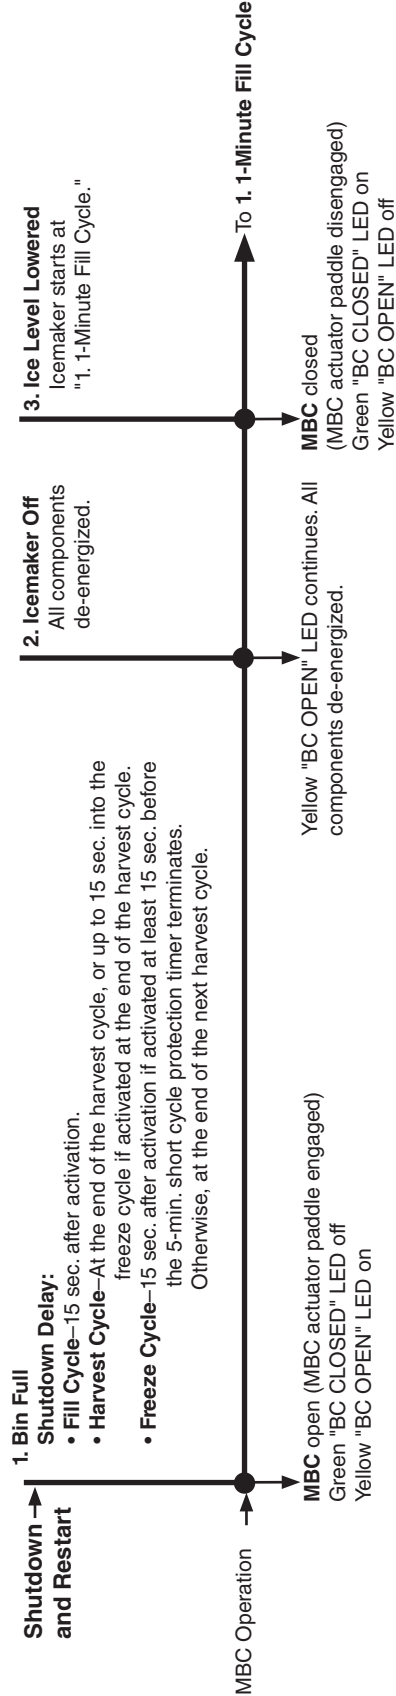 Shutdown
and Restart
1. Bin Full
Shutdown Delay:
• Fill Cycle–15 sec. after activation.
• Harvest Cycle–At the end of the harvest cycle, or up to 15 sec. into the
freeze cycle if activated at the end of the harvest cycle.
• Freeze Cycle–15 sec. after activation if activated at least 15 sec. before
the 5-min. short cycle protection timer terminates.
Otherwise, at the end of the next harvest cycle.
2. Icemaker Off
All components
de-energized.
3. Ice Level Lowered
Icemaker starts at
"1. 1-Minute Fill Cycle."
MBC Operation
To 1. 1-Minute Fill Cycle
MBC open (MBC actuator paddle engaged)
Green "BC CLOSED" LED off
Yellow "BC OPEN" LED on
Yellow "BC OPEN" LED continues. All
components de-energized.
MBC closed
(MBC actuator paddle disengaged)
Green "BC CLOSED" LED on
Yellow "BC OPEN" LED off